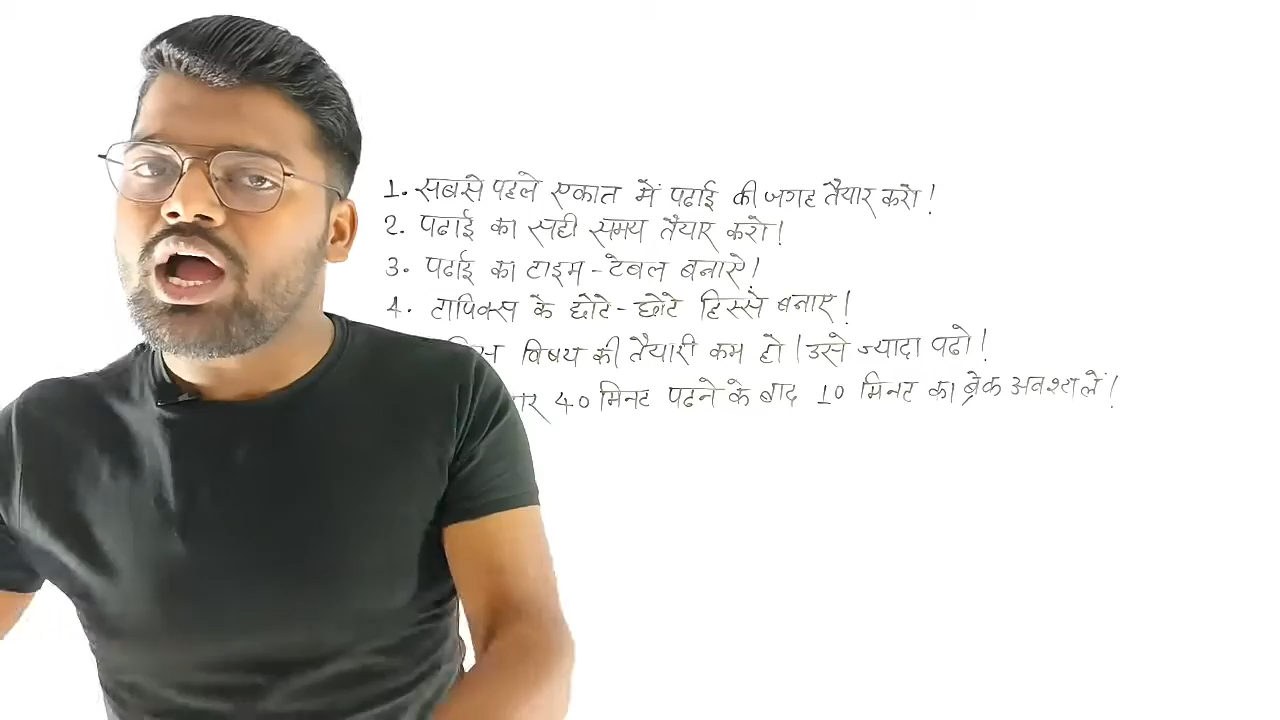 1. सबसे पहले एकात में पढाई की जगह तैयार करो!
2. पढाई का सही समय तैयार करो!
3. पढाई का टाइम-टेबल बनाऐ!
4. टापिक्स के छोटे-छोटे हिस्से बनाए!
विषय की तैयारी कम हो। उसे ज्यादा पढो!
40 मिनट पढने के बाद 10 मिनट का ब्रेक अवश्य लें!